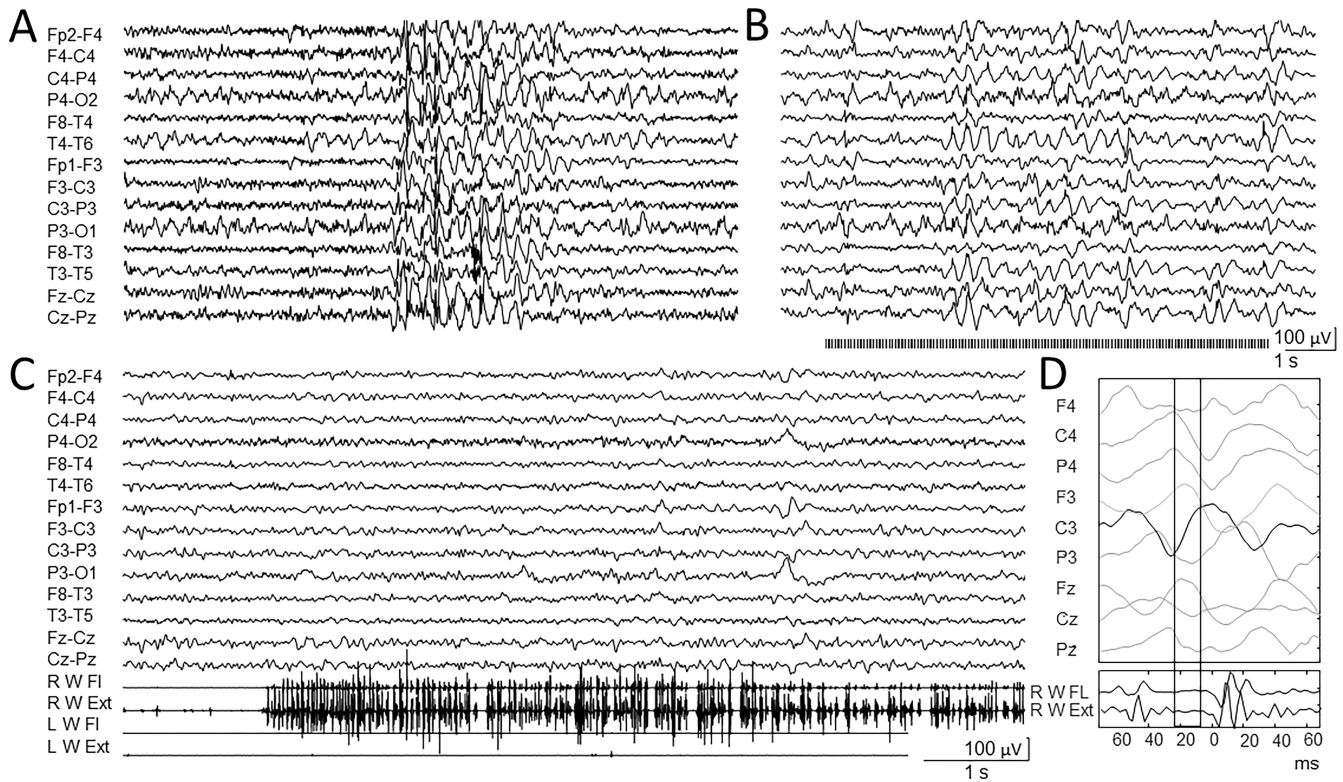 A
Fp2-F4
F4-C4
C4-P4
P4-O2
F8-T4
T4-T6
Fp1-F3
F3-C3
C3-P3
P3-O1
F8-T3
T3-T5
Fz-Cz
Cz-Pz
B
100 µV
1 s
C
Fp2-F4
F4-C4
C4-P4
P4-O2
F8-T4
T4-T6
Fp1-F3
F3-C3
C3-P3
P3-O1
F8-T3
T3-T5
Fz-Cz
Cz-Pz
R W Fl
R W Ext
L W Fl
L W Ext
100 µV
1 s
D
F4
C4
P4
F3
C3
P3
Fz
Cz
Pz
R W FL
R W Ext
60 40 20 0 20 40 60
ms